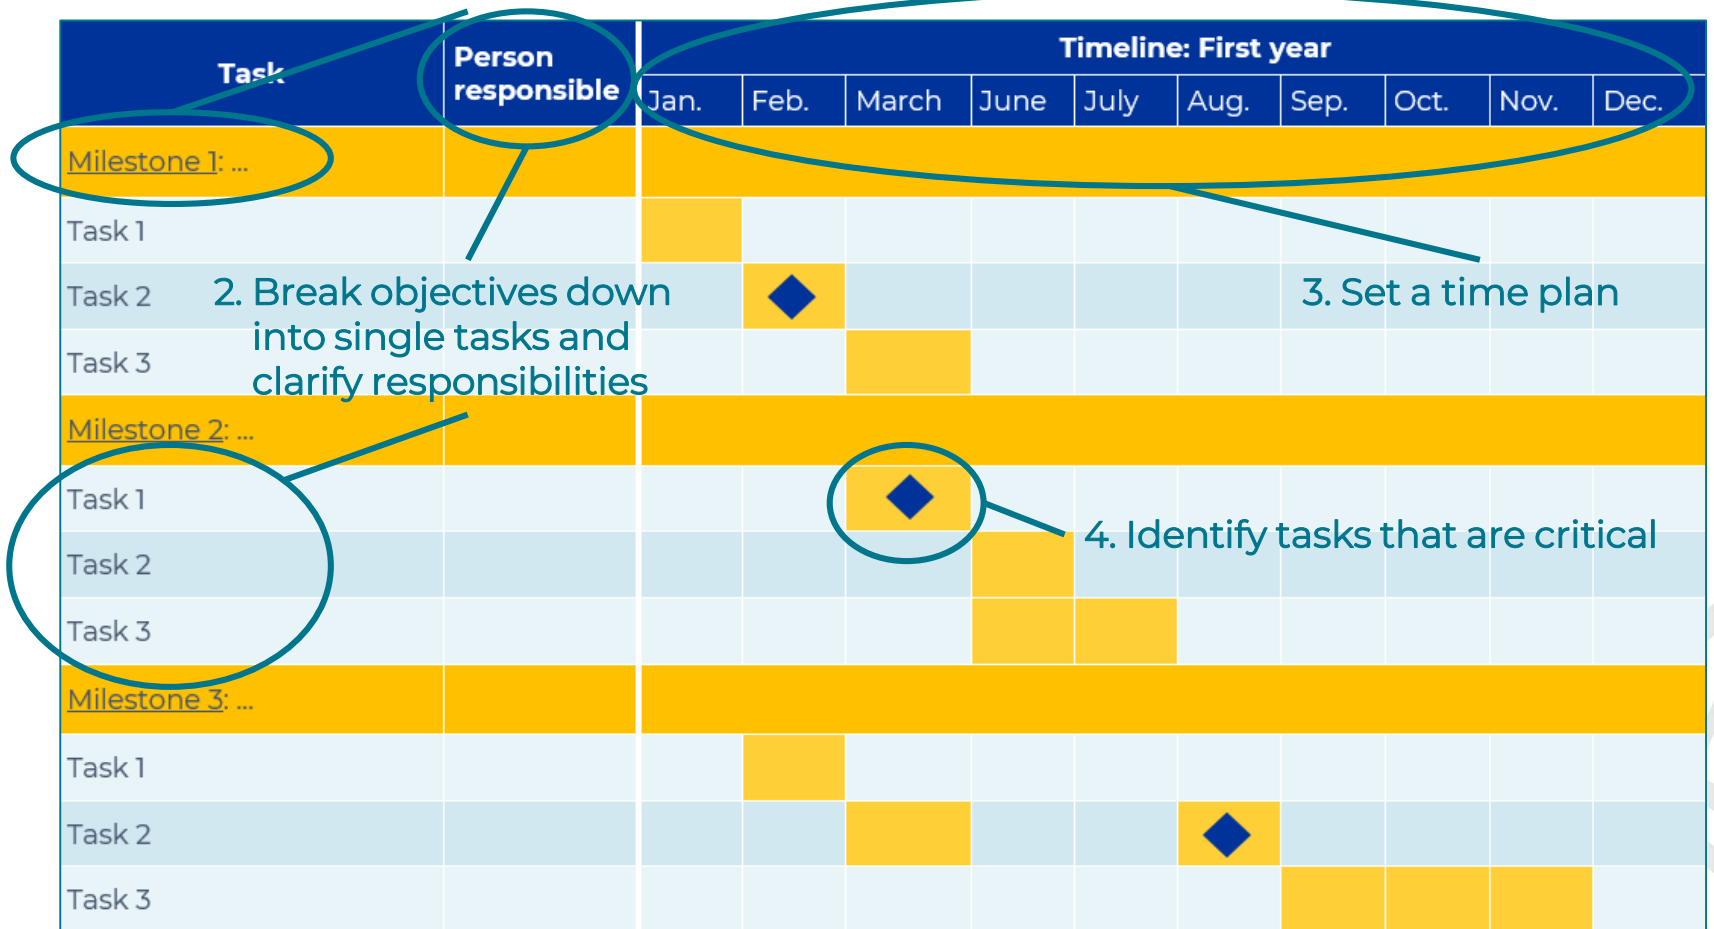 Task
Person
responsible
Timeline: First year
Jan. Feb. March June July Aug. Sep. Oct. Nov. Dec.
Milestone 1: ...
Task 1
Task 2
Task 3
2. Break objectives down
into single tasks and
clarify responsibilities
3. Set a time plan
Milestone 2: ...
Task 1
4. Identify tasks that are critical
Task 2
Task 3
Milestone 3: ...
Task 1
Task 2
Task 3